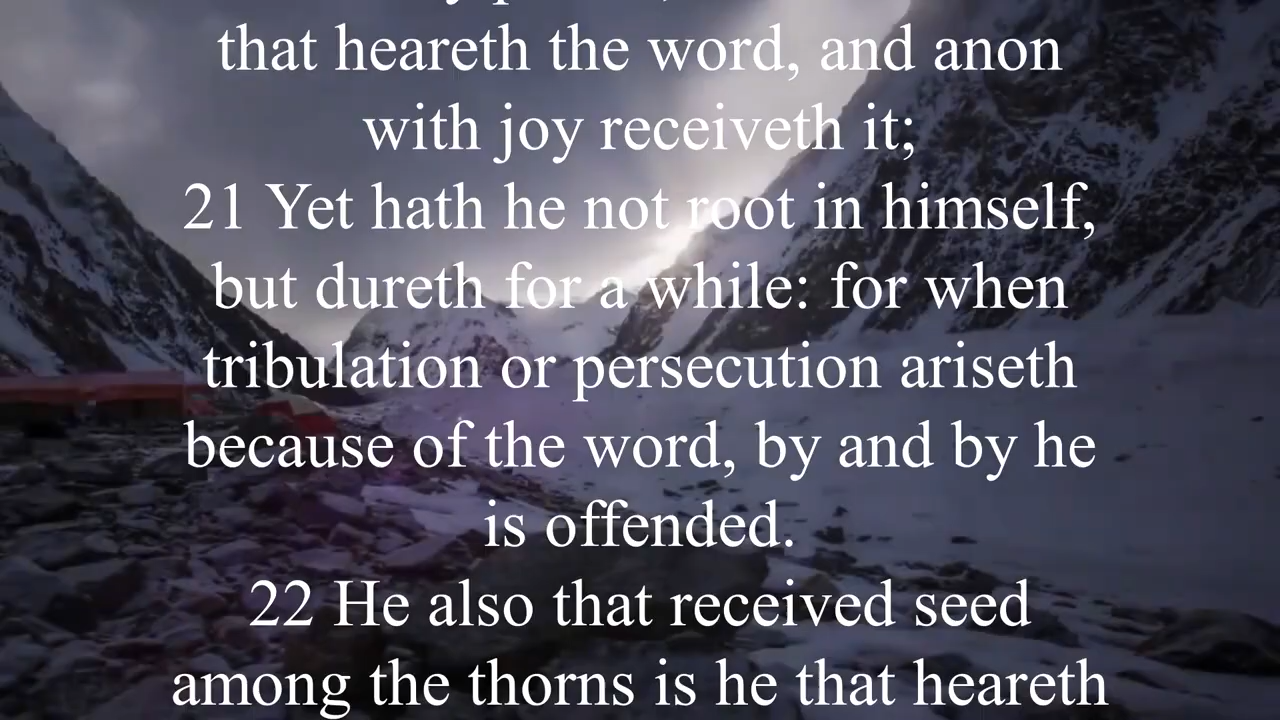 that heareth the word, and anon
with joy receiveth it;
21 Yet hath he not root in himself,
but dureth for a while: for when
tribulation or persecution ariseth
because of the word, by and by he
is offended.
22 He also that received seed
among the thorns is he that heareth